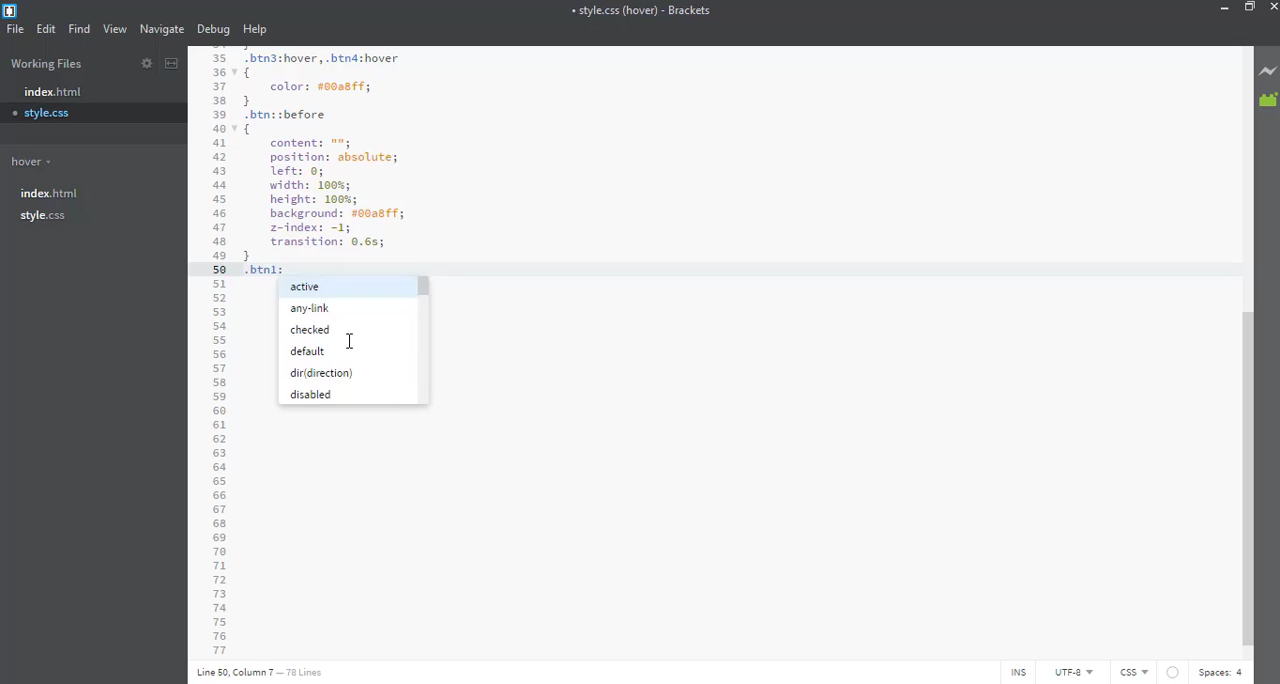 • style.css (hover) - Brackets
File Edit Find View Navigate Debug Help
Working Files
index.html
• style.css
hover
index.html
style.css
35 .btn3:hover,.btn4:hover
36 {
37 color: #00a8ff;
38 }
39 .btn::before
40 {
41 content: "";
42 position: absolute;
43 left: 0;
44 width: 100%;
45 height: 100%;
46 background: #00a8ff;
47 z-index: -1;
48 transition: 0.6s;
49 }
50 .btn1:
51
52
53
54
55
56
57
58
59
60
61
62
63
64
65
66
67
68
69
70
71
72
73
74
75
76
77
active
any-link
checked
default
dir(direction)
disabled
Line 50, Column 7 — 78 Lines
INS UTF-8 CSS Spaces: 4